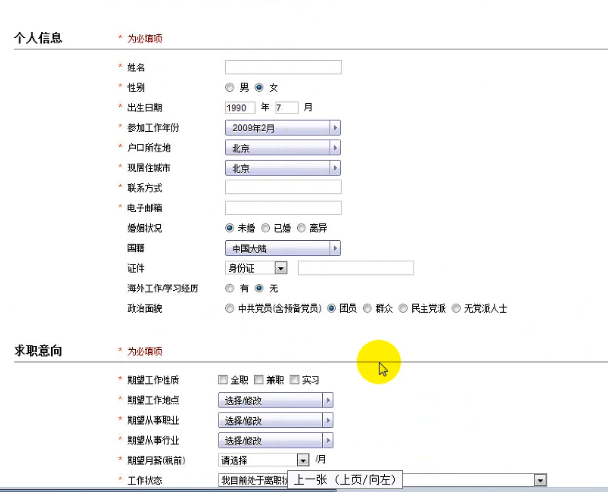 个人信息 * 为必填项
* 姓名
* 性别 男 女
* 出生日期 1990 年 7 月
* 参加工作年份 2009年2月
* 户口所在地 北京
* 现居住城市 北京
* 联系方式
* 电子邮箱
婚姻状况 未婚 已婚 离异
国籍 中国大陆
证件 身份证
海外工作/学习经历 有 无
政治面貌 中共党员(含预备党员) 团员 群众 民主党派 无党派人士
求职意向 * 为必填项
* 期望工作性质 全职 兼职 实习
* 期望工作地点 选择/修改
* 期望从事职业 选择/修改
* 期望从事行业 选择/修改
* 期望月薪(税前) 请选择 /月
* 工作状态 我目前处于离职
上一张 (上页/向左)